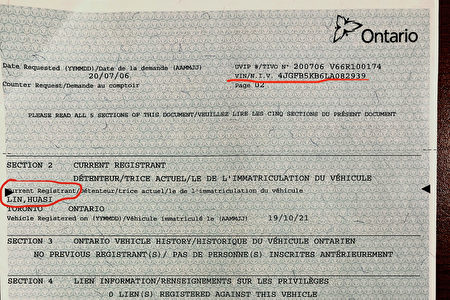 Ontario
Date Requested (YYMMDD)/Date de la demande (AAMMJJ)
20/07/06
UVIP #/TIVO N° 200706 V66R100174
VIN/N.I.V. 4JGFB5KB6LA082939
Counter Request/Demande au comptoir
Page 02
PLEASE READ ALL 5 SECTIONS OF THIS DOCUMENT/VEUILLEZ LIRE LES CINQ SECTIONS DU PRÉSENT DOCUMENT
SECTION 2 CURRENT REGISTRANT
DÉTENTEUR/TRICE ACTUEL/LE DE L'IMMATRICULATION DU VÉHICULE
Current Registrant/Détenteur/trice actuel/le de l'immatriculation du véhicule
LIN,HUASI
TORONTO ONTARIO
Vehicle Registered on (YYMMDD)/Véhicule immatriculé le (AAMMJJ) 19/10/21
SECTION 3 ONTARIO VEHICLE HISTORY/HISTORIQUE DU VÉHICULE ONTARIEN
NO PREVIOUS REGISTRANT(S)/ PAS DE PERSONNE(S) INSCRITES ANTÉRIEUREMENT
SECTION 4 LIEN INFORMATION/RENSEIGNEMENTS SUR LES PRIVILÈGES
0 LIEN(S) REGISTERED AGAINST THIS VEHICLE